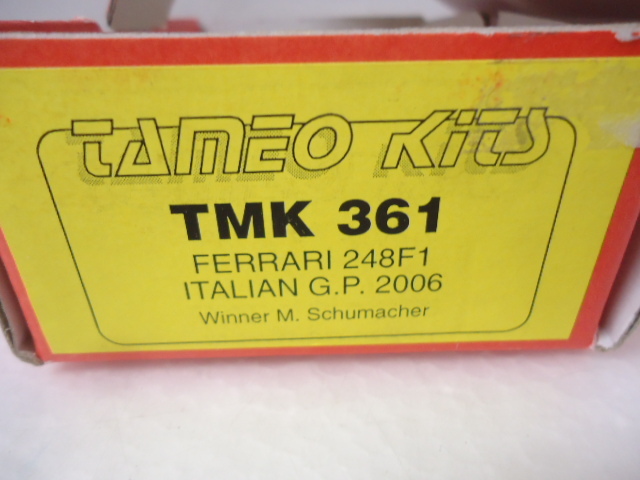 TAMEO KITS
TMK 361
FERRARI 248F1
ITALIAN G.P. 2006
Winner M. Schumacher